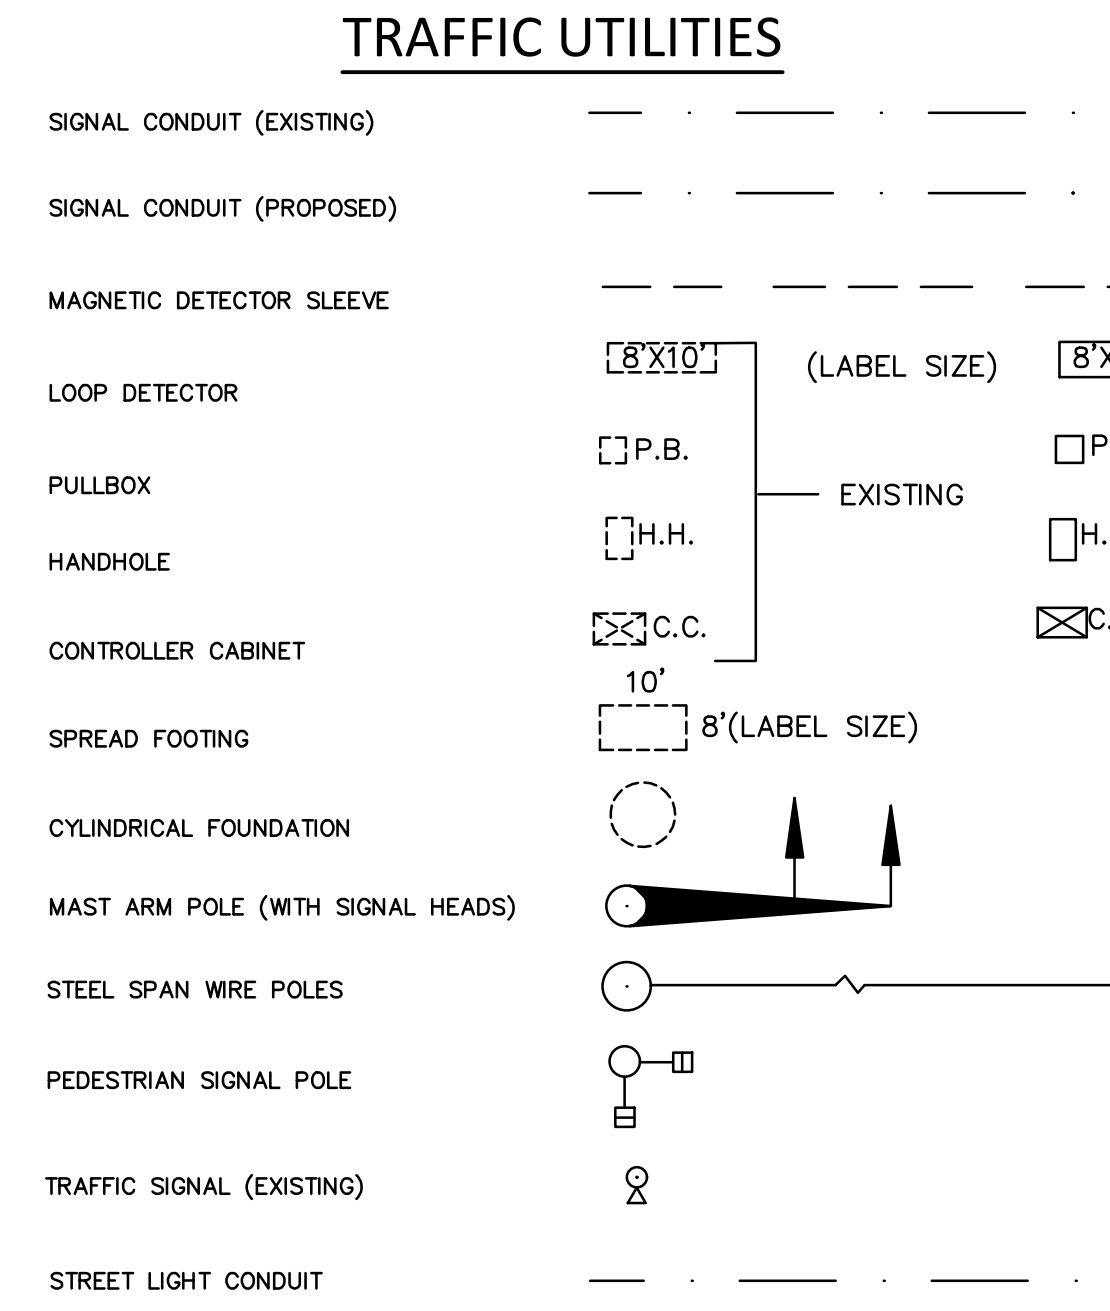 TRAFFIC UTILITIES
SIGNAL CONDUIT (EXISTING)
SIGNAL CONDUIT (PROPOSED)
MAGNETIC DETECTOR SLEEVE
LOOP DETECTOR
8'X10'
(LABEL SIZE)
8'X
PULLBOX
P.B.
P
EXISTING
HANDHOLE
H.H.
H.
CONTROLLER CABINET
C.C.
C.
10'
SPREAD FOOTING
8'(LABEL SIZE)
CYLINDRICAL FOUNDATION
MAST ARM POLE (WITH SIGNAL HEADS)
STEEL SPAN WIRE POLES
PEDESTRIAN SIGNAL POLE
TRAFFIC SIGNAL (EXISTING)
STREET LIGHT CONDUIT